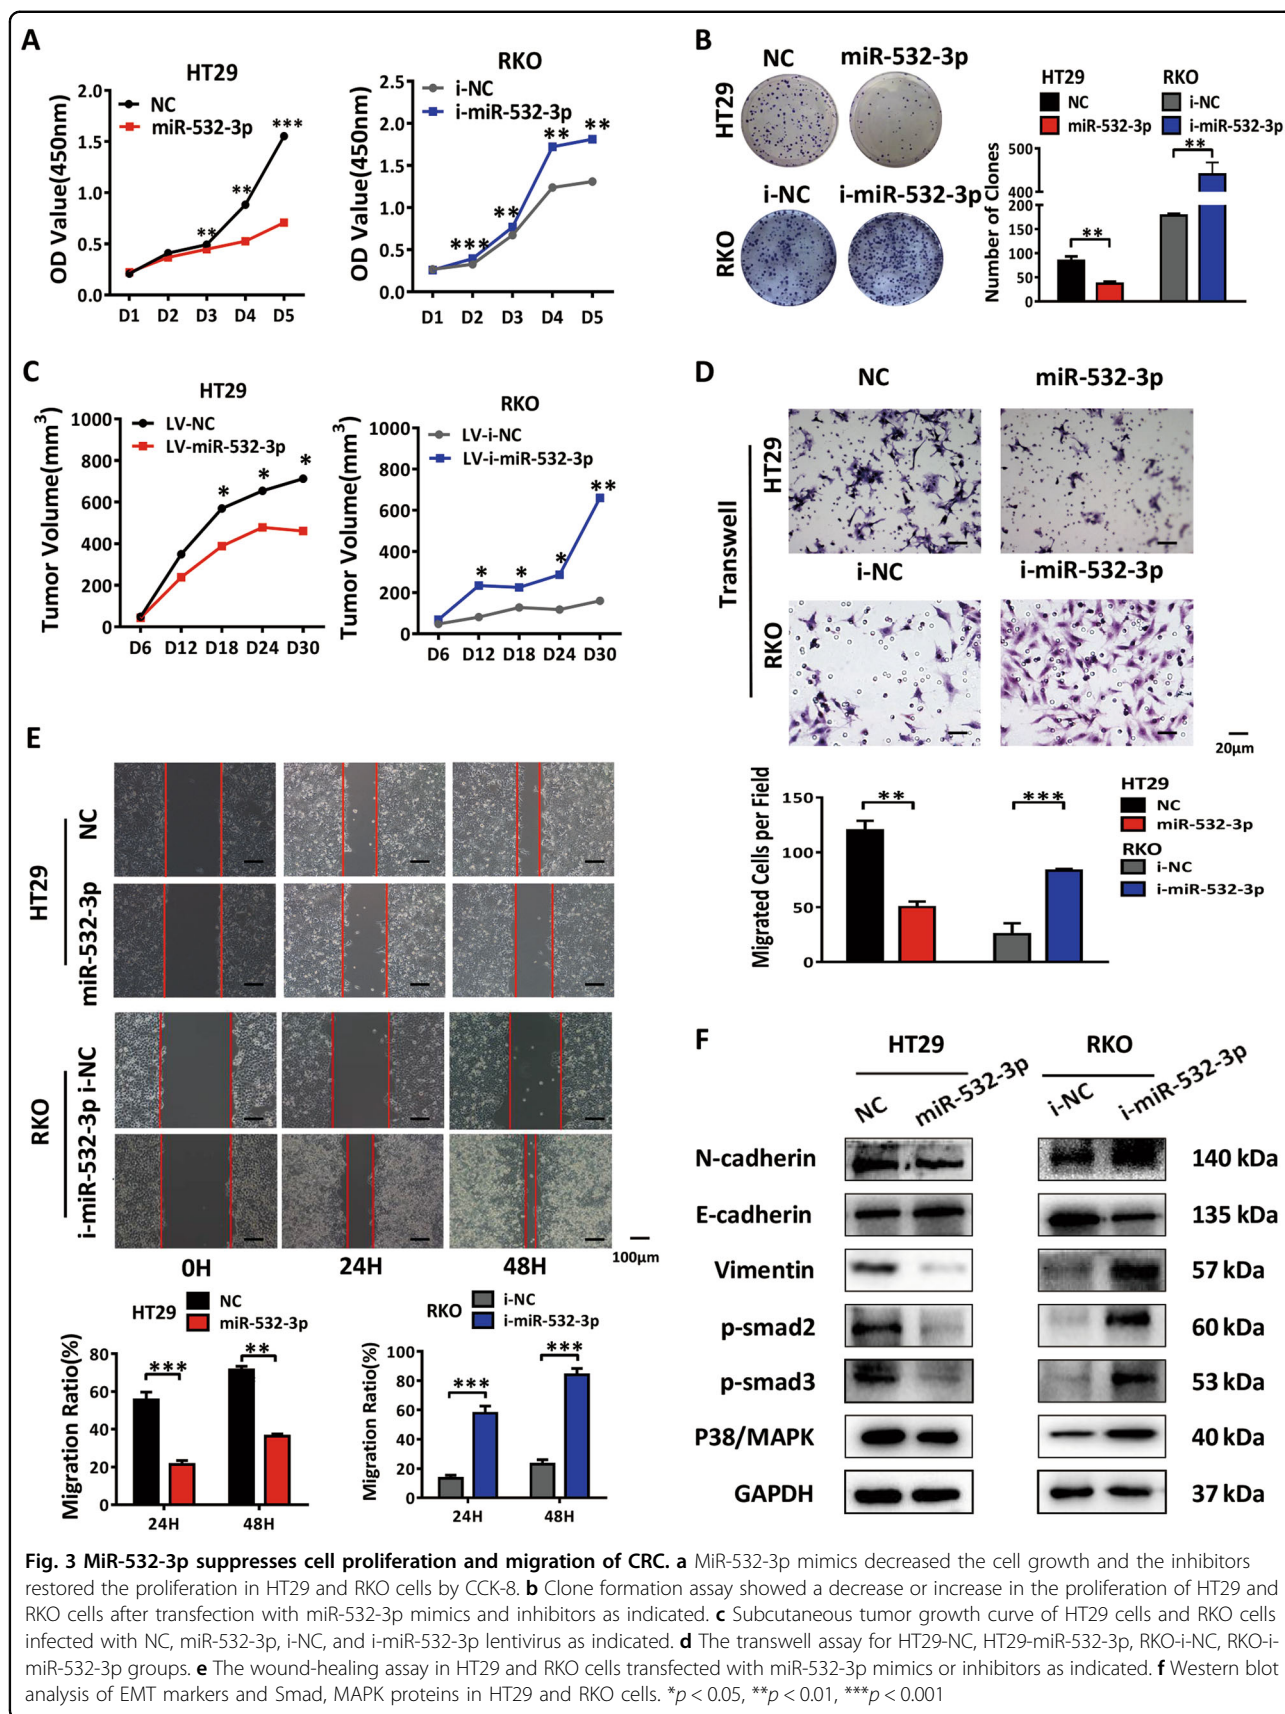 A
HT29
NC
miR-532-3p
OD Value(450nm)
2.0
1.5
1.0
0.5
0.0
** ** ***
D1 D2 D3 D4 D5
RKO
i-NC
i-miR-532-3p
OD Value(450nm)
2.5
2.0
1.5
1.0
0.5
0.0
*** ** ** **
D1 D2 D3 D4 D5
B
NC miR-532-3p
HT29
i-NC i-miR-532-3p
RKO
HT29 RKO
NC i-NC
miR-532-3p i-miR-532-3p
Number of Clones
500
400
200
150
100
50
0
** **
C
HT29
LV-NC
LV-miR-532-3p
Tumor Volume(mm3)
1000
800
600
400
200
0
* * *
D6 D12 D18 D24 D30
RKO
LV-i-NC
LV-i-miR-532-3p
Tumor Volume(mm3)
1000
800
600
400
200
0
* * * **
D6 D12 D18 D24 D30
D
NC miR-532-3p
HT29
Transwell
i-NC i-miR-532-3p
RKO
20μm
Migrated Cells per Field
150
100
50
0
** ***
HT29
NC
miR-532-3p
RKO
i-NC
i-miR-532-3p
E
HT29
NC
miR-532-3p
RKO
i-NC
i-miR-532-3p
100μm
0H 24H 48H
HT29
NC
miR-532-3p
Migration Ratio(%)
80
60
40
20
0
*** **
24H 48H
RKO
i-NC
i-miR-532-3p
Migration Ratio(%)
100
80
60
40
20
0
*** ***
24H 48H
F
HT29 RKO
NC miR-532-3p i-NC i-miR-532-3p
N-cadherin 140 kDa
E-cadherin 135 kDa
Vimentin 57 kDa
p-smad2 60 kDa
p-smad3 53 kDa
P38/MAPK 40 kDa
GAPDH 37 kDa
Fig. 3 MiR-532-3p suppresses cell proliferation and migration of CRC. a MiR-532-3p mimics decreased the cell growth and the inhibitors
restored the proliferation in HT29 and RKO cells by CCK-8. b Clone formation assay showed a decrease or increase in the proliferation of HT29 and
RKO cells after transfection with miR-532-3p mimics and inhibitors as indicated. c Subcutaneous tumor growth curve of HT29 cells and RKO cells
infected with NC, miR-532-3p, i-NC, and i-miR-532-3p lentivirus as indicated. d The transwell assay for HT29-NC, HT29-miR-532-3p, RKO-i-NC, RKO-i-
miR-532-3p groups. e The wound-healing assay in HT29 and RKO cells transfected with miR-532-3p mimics or inhibitors as indicated. f Western blot
analysis of EMT markers and Smad, MAPK proteins in HT29 and RKO cells. *p < 0.05, **p < 0.01, ***p < 0.001